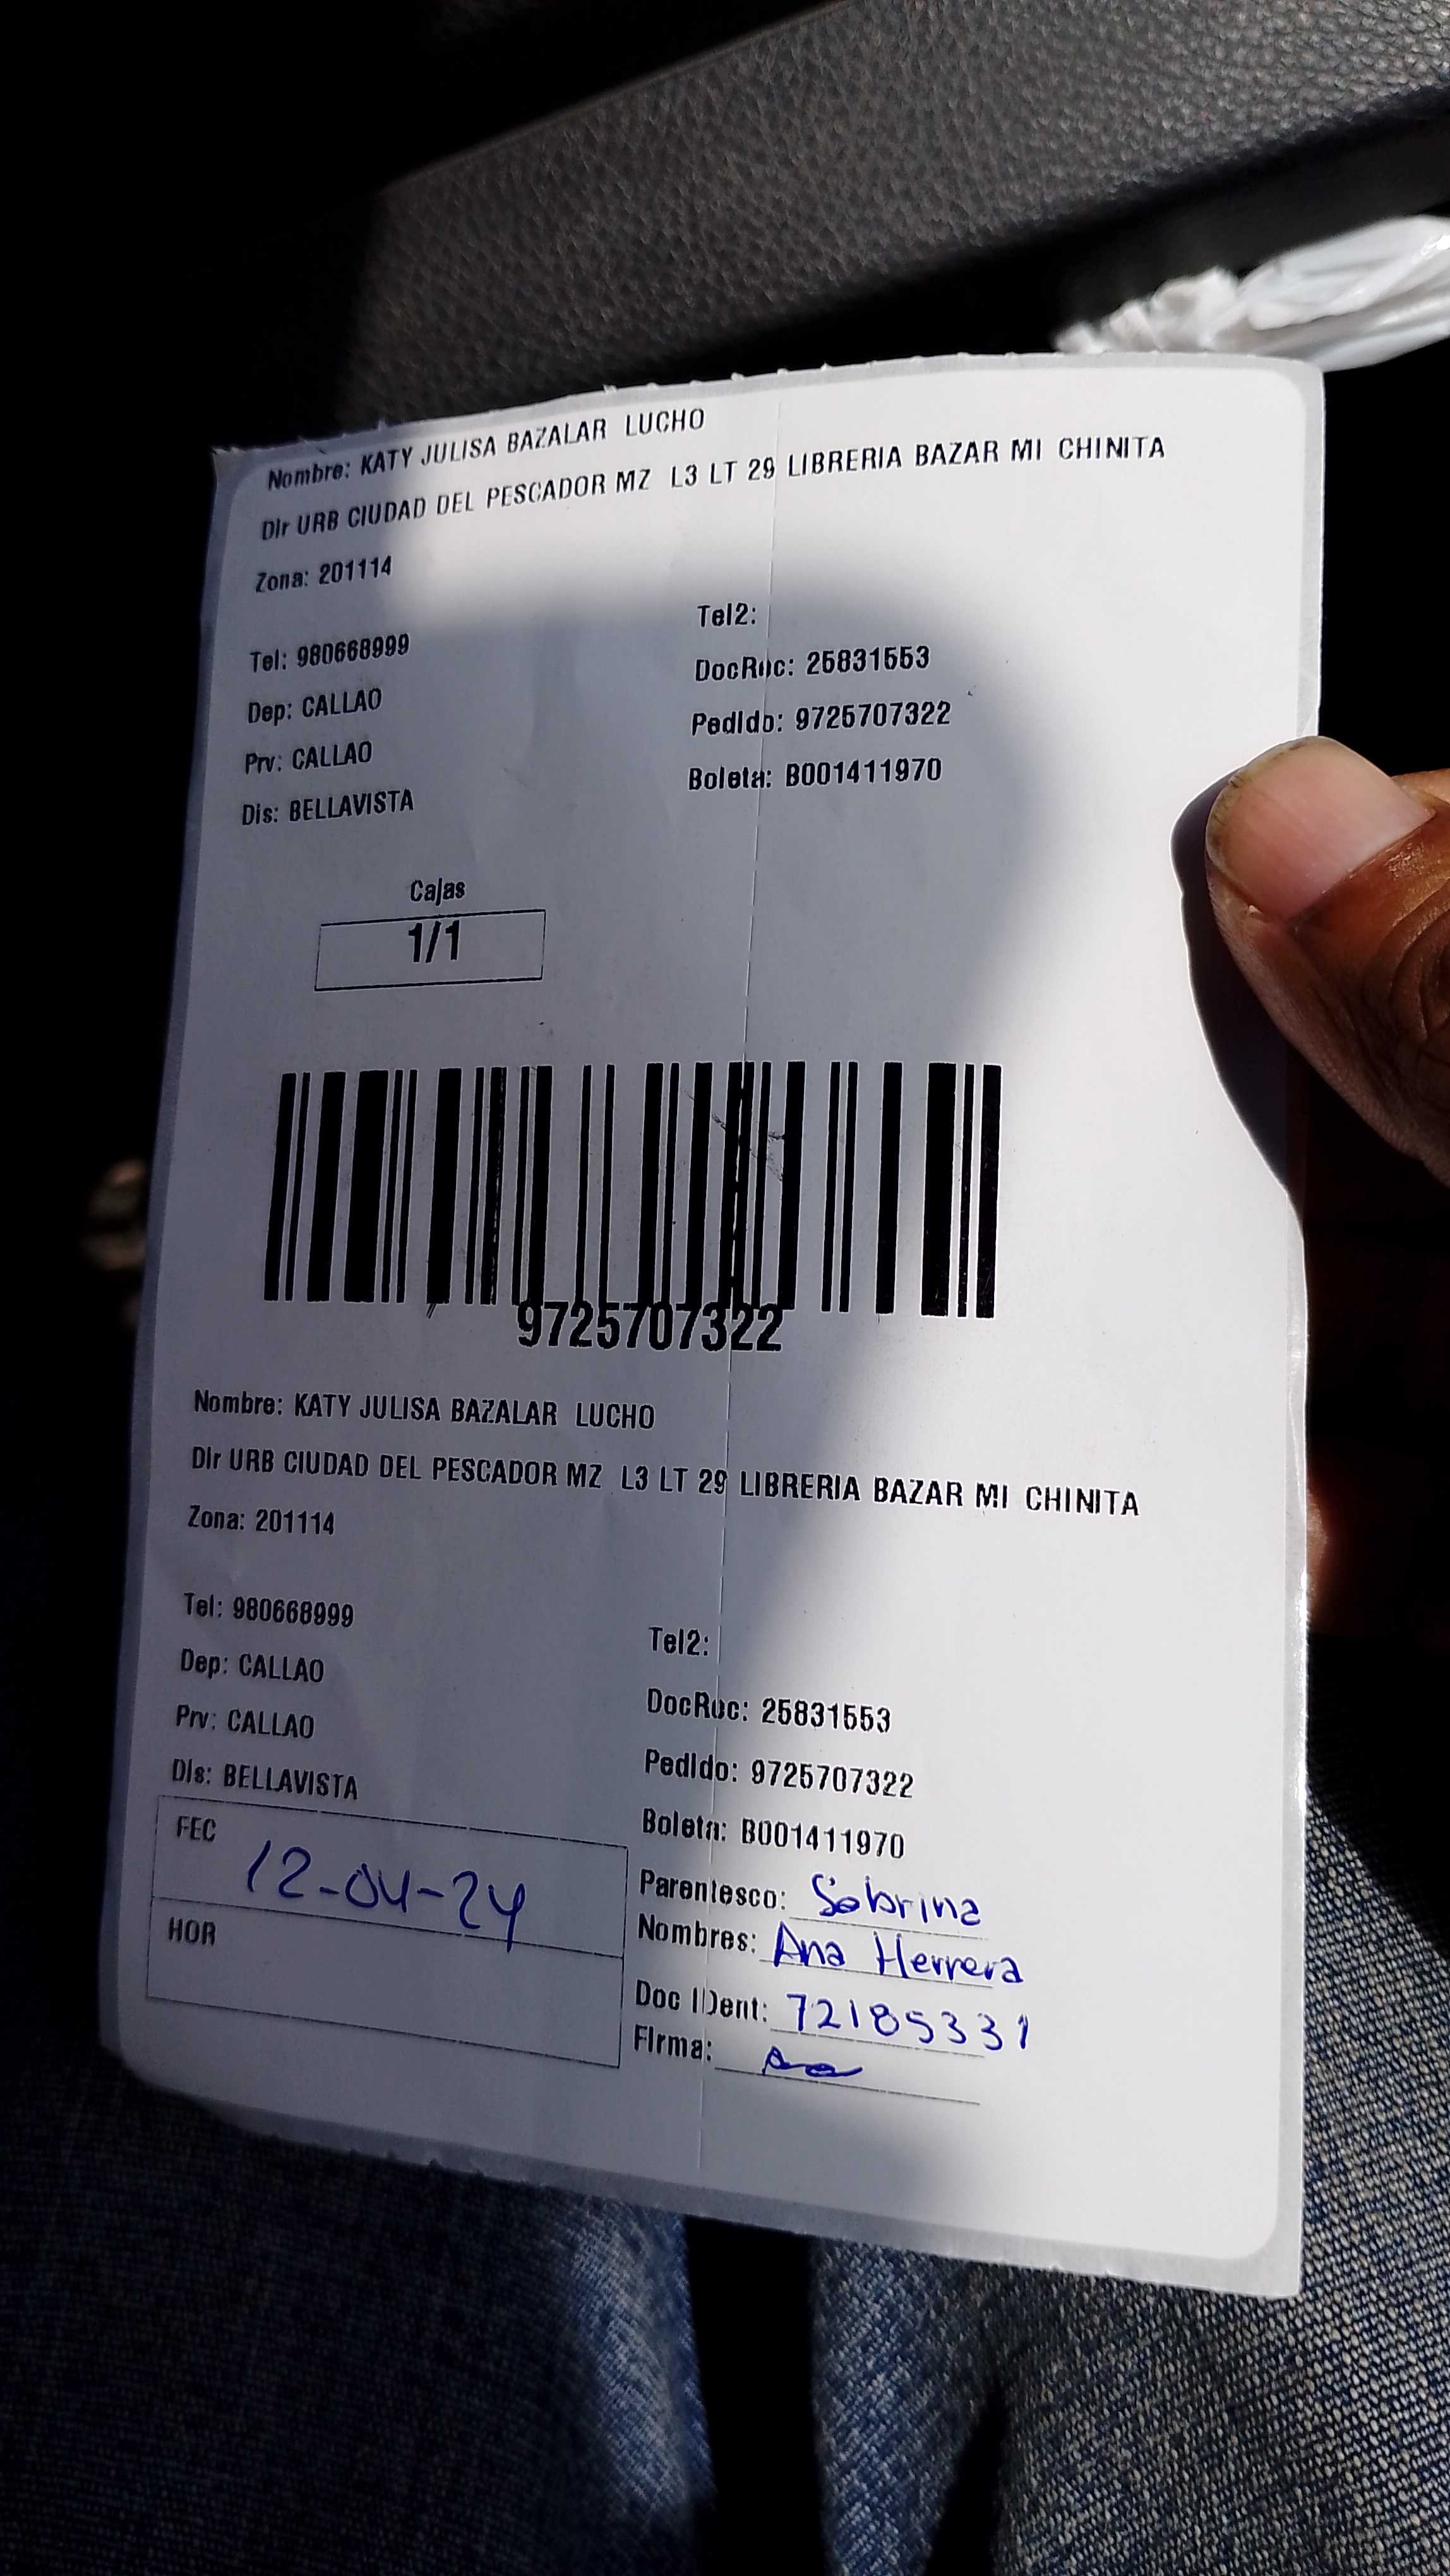 Nombre: KATY JULISA BAZALAR LUCHO
Dir URB CIUDAD DEL PESCADOR MZ L3 LT 29 LIBRERIA BAZAR MI CHINITA
Zona: 201114
Tel: 980668999
Tel2:
Dep: CALLAO
DocRuc: 25831553
Prv: CALLAO
Pedido: 9725707322
Dis: BELLAVISTA
Boleta: B001411970
Cajas
1/1
9725707322
Nombre: KATY JULISA BAZALAR LUCHO
Dir URB CIUDAD DEL PESCADOR MZ L3 LT 29 LIBRERIA BAZAR MI CHINITA
Zona: 201114
Tel: 980668999
Tel2:
Dep: CALLAO
DocRuc: 25831553
Prv: CALLAO
Pedido: 9725707322
Dis: BELLAVISTA
Boleta: B001411970
FEC
12-04-24
HOR
Parentesco: Sobrina
Nombres: Ana Herrera
Doc IDent: 72185331
Firma: